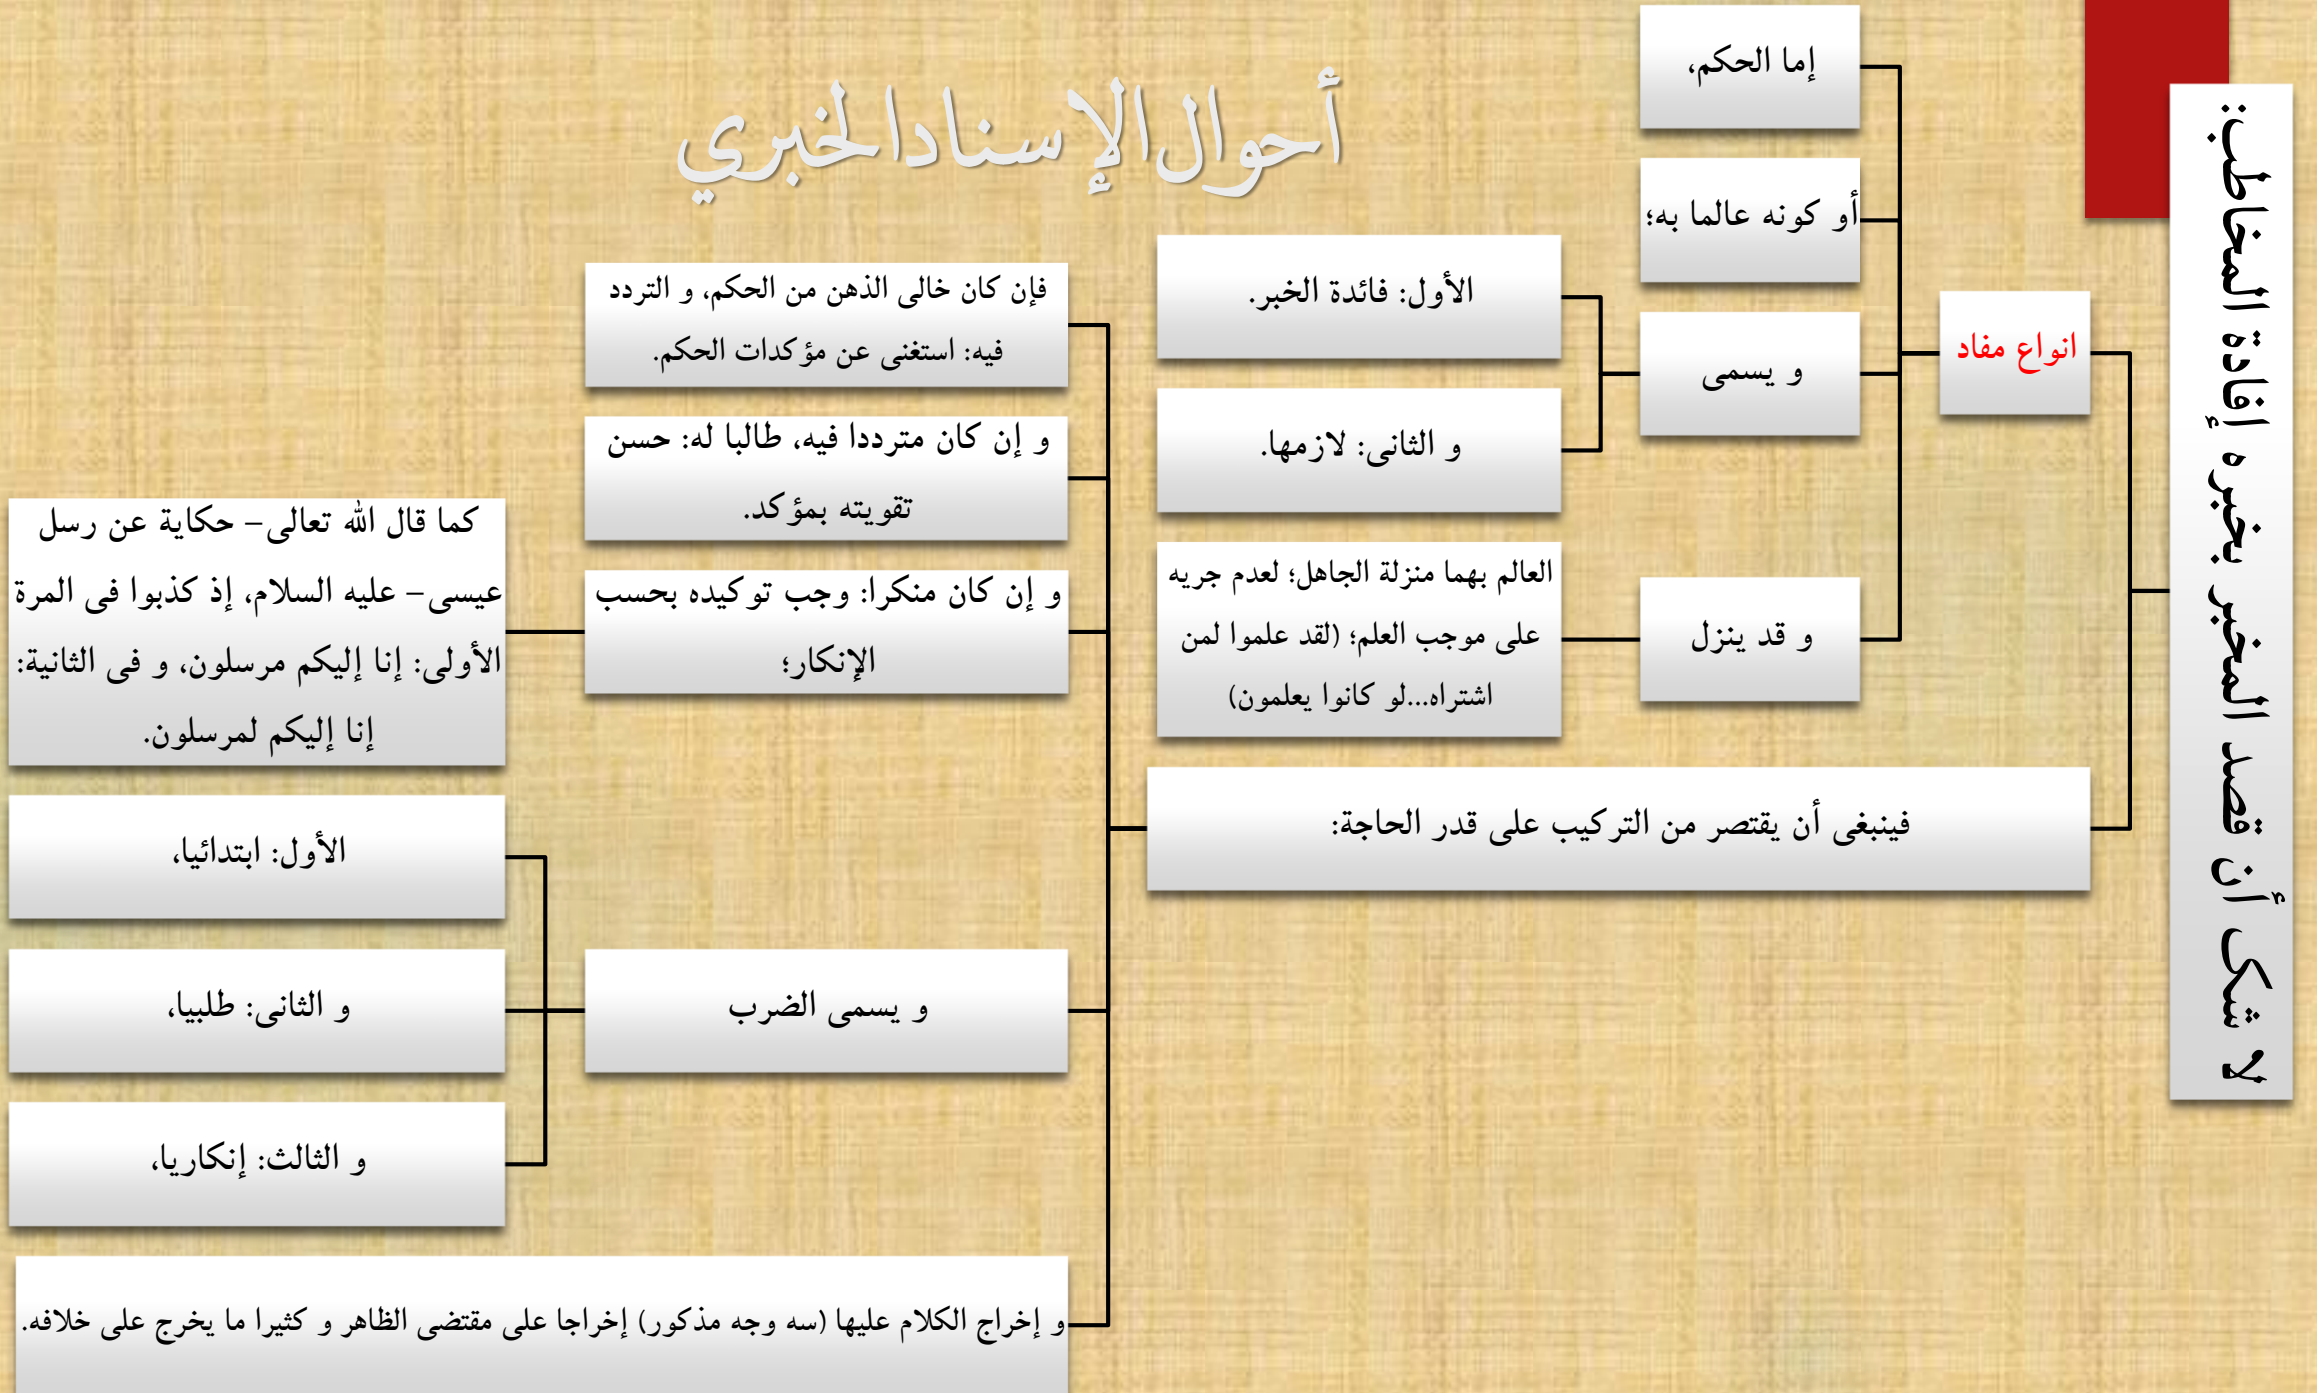 أحوال الإسناد الخبري
لا شک أن قصد المخبر بخبره إفادة المخاطب:
انواع مفاد
إما الحكم،
أو كونه عالما به؛
و يسمى
الأول: فائدة الخبر.
و الثانى: لازمها.
و قد ينزل
العالم بهما منزلة الجاهل؛ لعدم جريه
على موجب العلم؛ (لقد علموا لمن
اشتراه...لو كانوا يعلمون)
فينبغى أن يقتصر من التركيب على قدر الحاجة:
فإن كان خالى الذهن من الحكم، و التردد
فيه: استغنى عن مؤكدات الحكم.
و إن كان مترددا فيه، طالبا له: حسن
تقويته بمؤكد.
و إن كان منكرا: وجب توكيده بحسب
الإنكار؛
كما قال الله تعالى– حكاية عن رسل
عيسى– عليه السلام، إذ كذبوا فى المرة
الأولى: إنا إليكم مرسلون، و فى الثانية:
إنا إليكم لمرسلون.
و يسمى الضرب
الأول: ابتدائيا،
و الثانى: طلبيا،
و الثالث: إنكاريا،
و إخراج الكلام عليها (سه وجه مذكور) إخراجا على مقتضى الظاهر و كثيرا ما يخرج على خلافه.